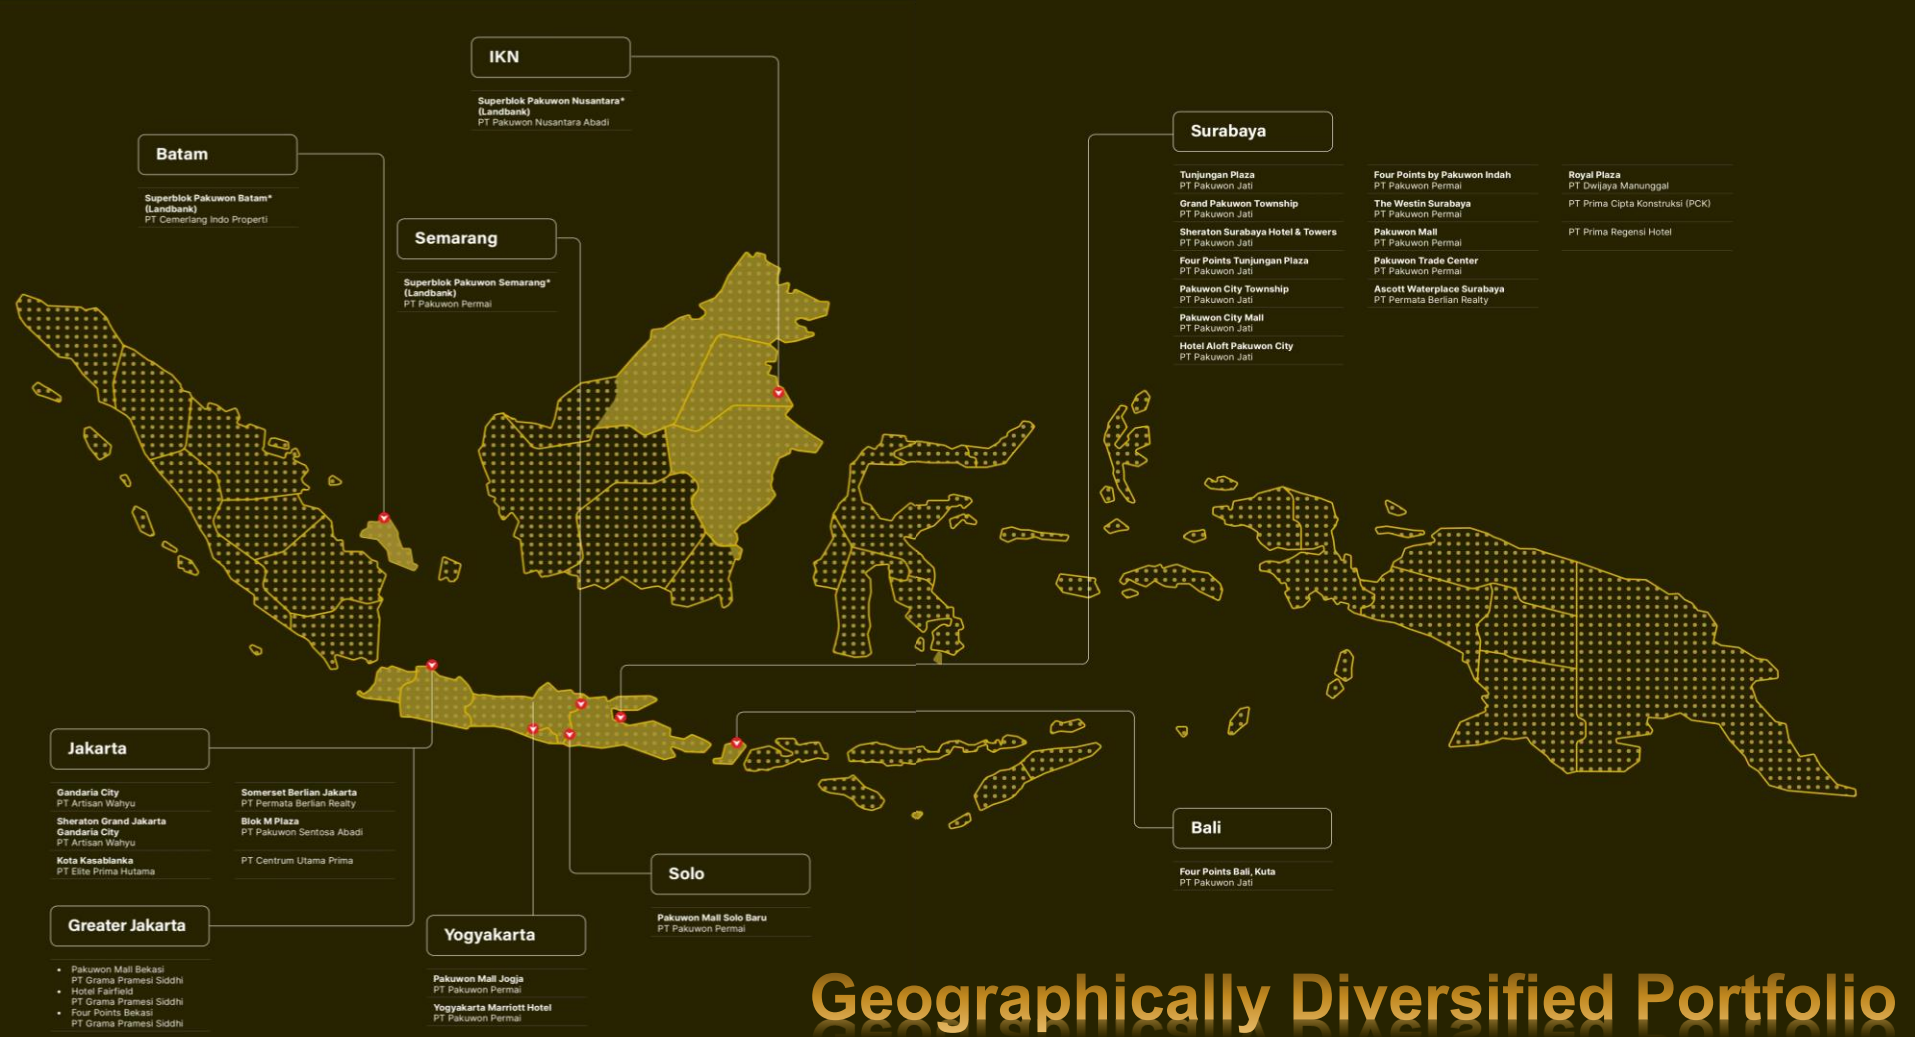 IKN
Superblok Pakuwon Nusantara*
(Landbank)
PT Pakuwon Nusantara Abadi
Batam
Superblok Pakuwon Batam*
(Landbank)
PT Cemerlang Indo Properti
Semarang
Superblok Pakuwon Semarang*
(Landbank)
PT Pakuwon Permai
Surabaya
Tunjungan Plaza
PT Pakuwon Jati
Grand Pakuwon Township
PT Pakuwon Jati
Sheraton Surabaya Hotel & Towers
PT Pakuwon Jati
Four Points Tunjungan Plaza
PT Pakuwon Jati
Pakuwon City Township
PT Pakuwon Jati
Pakuwon City Mall
PT Pakuwon Jati
Hotel Aloft Pakuwon City
PT Pakuwon Jati
Four Points by Pakuwon Indah
PT Pakuwon Permai
The Westin Surabaya
PT Pakuwon Permai
Pakuwon Mall
PT Pakuwon Permai
Pakuwon Trade Center
PT Pakuwon Permai
Ascott Waterplace Surabaya
PT Permata Berlian Realty
Royal Plaza
PT Dwijaya Manunggal
PT Prima Cipta Konstruksi (PCK)
PT Prima Regensi Hotel
Jakarta
Gandaria City
PT Artisan Wahyu
Sheraton Grand Jakarta
Gandaria City
PT Artisan Wahyu
Kota Kasablanka
PT Elite Prima Hutama
Somerset Berlian Jakarta
PT Permata Berlian Realty
Blok M Plaza
PT Pakuwon Sentosa Abadi
PT Centrum Utama Prima
Greater Jakarta
• Pakuwon Mall Bekasi
PT Grama Pramesi Siddhi
• Hotel Fairfield
PT Grama Pramesi Siddhi
• Four Points Bekasi
PT Grama Pramesi Siddhi
Yogyakarta
Pakuwon Mall Jogja
PT Pakuwon Permai
Yogyakarta Marriott Hotel
PT Pakuwon Permai
Solo
Pakuwon Mall Solo Baru
PT Pakuwon Permai
Bali
Four Points Bali, Kuta
PT Pakuwon Jati
Geographically Diversified Portfolio